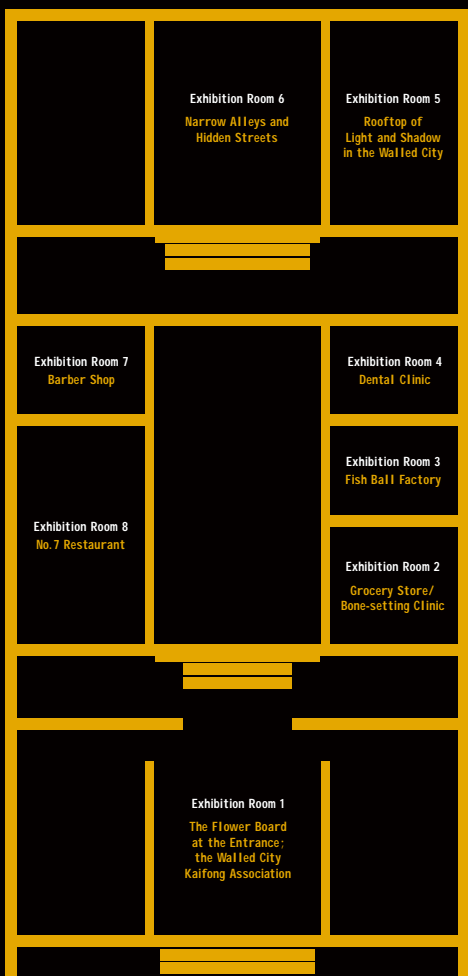 Exhibition Room 6
Narrow Alleys and
Hidden Streets
Exhibition Room 5
Rooftop of
Light and Shadow
in the Walled City
Exhibition Room 7
Barber Shop
Exhibition Room 4
Dental Clinic
Exhibition Room 3
Fish Ball Factory
Exhibition Room 8
No.7 Restaurant
Exhibition Room 2
Grocery Store/
Bone-setting Clinic
Exhibition Room 1
The Flower Board
at the Entrance;
the Walled City
Kaifong Association